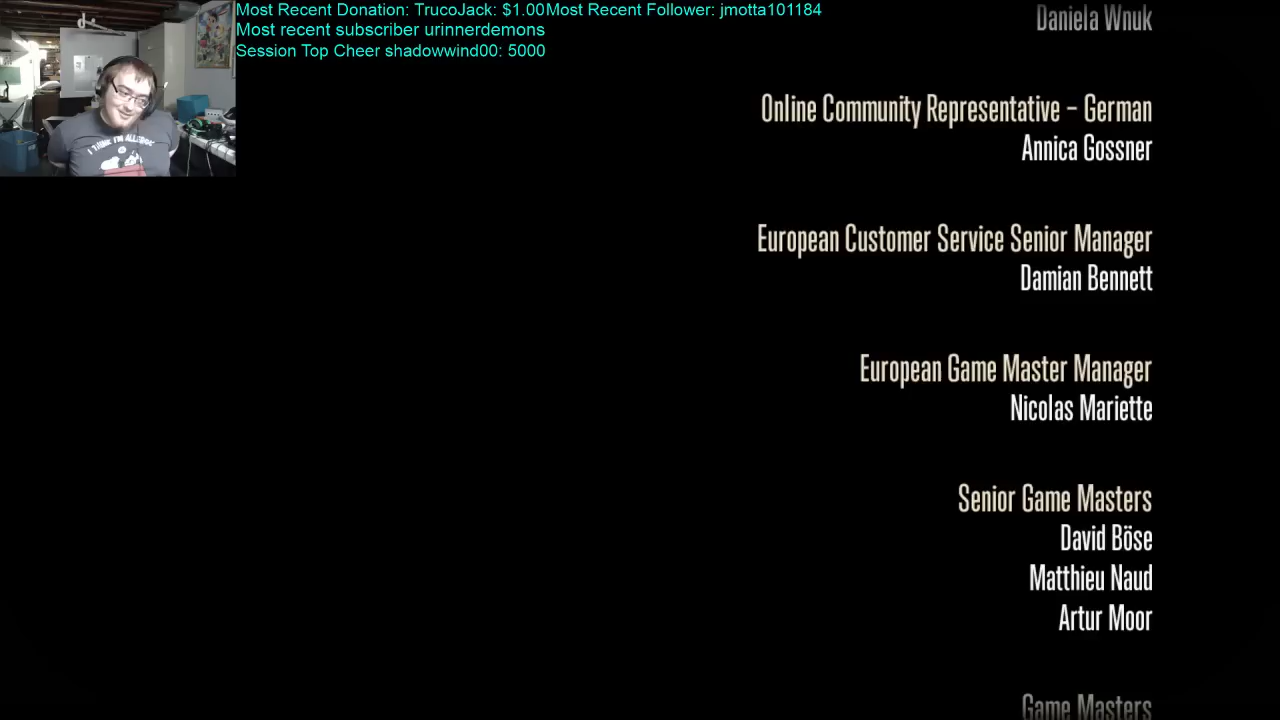 Most Recent Donation: TrucoJack: $1.00Most Recent Follower: jmotta101184
Most recent subscriber urinnerdemons
Session Top Cheer shadowwind00: 5000
I THINK I'M ALLERGIC
Daniela Wnuk
Online Community Representative – German
Annica Gossner
European Customer Service Senior Manager
Damian Bennett
European Game Master Manager
Nicolas Mariette
Senior Game Masters
David Böse
Matthieu Naud
Artur Moor
Game Masters